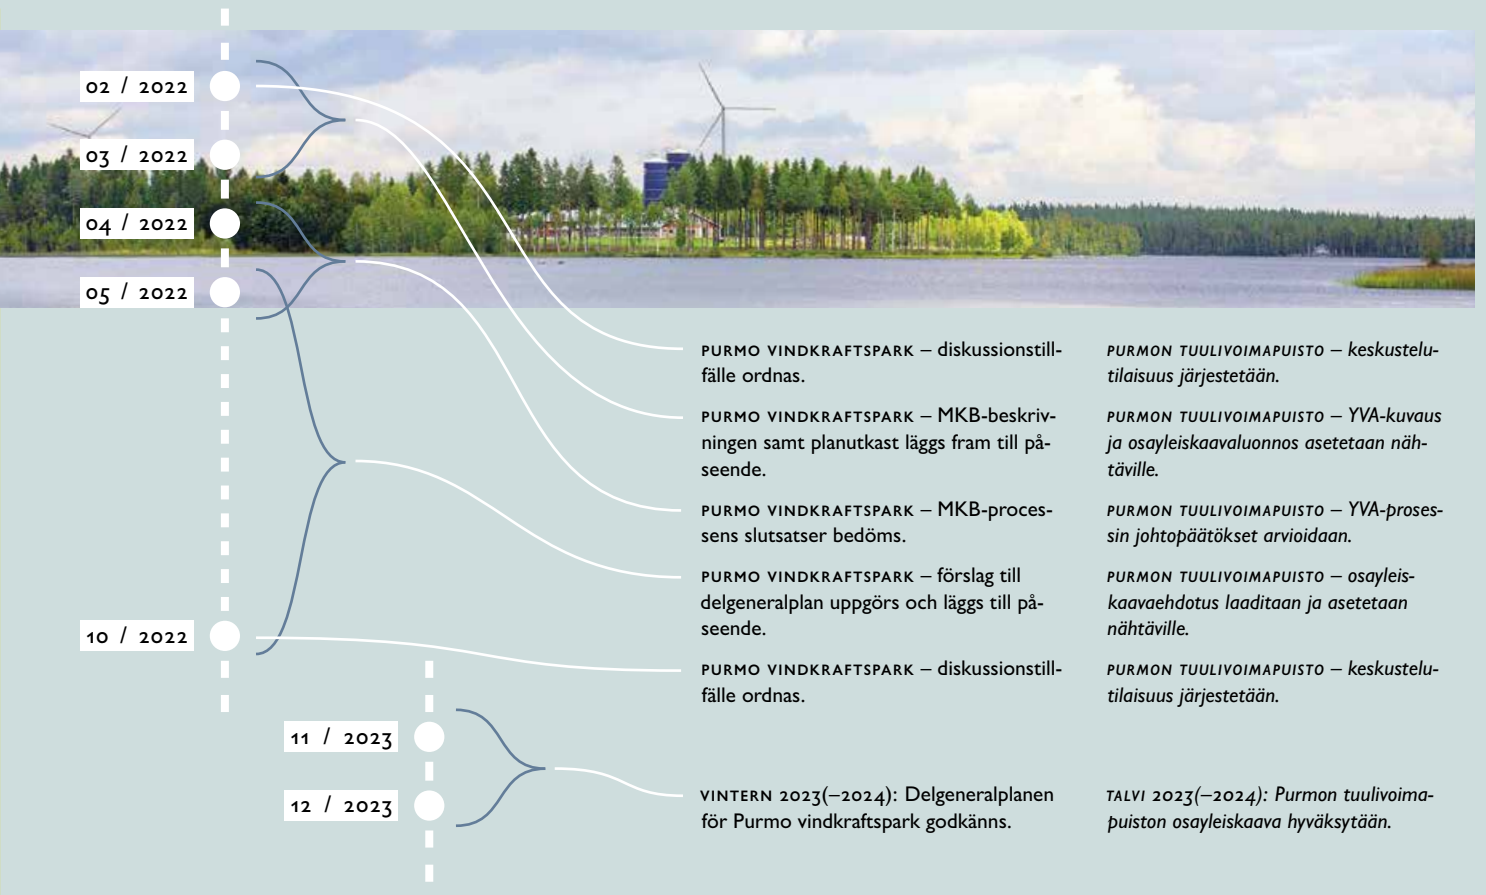 02 / 2022
03 / 2022
04 / 2022
05 / 2022
10 / 2022
11 / 2023
12 / 2023
PURMO VINDKRAFTSPARK – diskussionstill-
fälle ordnas.
PURMO VINDKRAFTSPARK – MKB-beskriv-
ningen samt planutkast läggs fram till på-
seende.
PURMO VINDKRAFTSPARK – MKB-proces-
sens slutsatser bedöms.
PURMO VINDKRAFTSPARK – förslag till
delgeneralplan uppgörs och läggs till på-
seende.
PURMO VINDKRAFTSPARK – diskussionstill-
fälle ordnas.
VINTERN 2023(–2024): Delgeneralplanen
för Purmo vindkraftspark godkänns.
PURMON TUULIVOIMAPUISTO – keskustelu-
tilaisuus järjestetään.
PURMON TUULIVOIMAPUISTO – YVA-kuvaus
ja osayleiskaavaluonnos asetetaan näh-
täville.
PURMON TUULIVOIMAPUISTO – YVA-proses-
sin johtopäätökset arvioidaan.
PURMON TUULIVOIMAPUISTO – osayleis-
kaavaehdotus laaditaan ja asetetaan
nähtäville.
PURMON TUULIVOIMAPUISTO – keskustelu-
tilaisuus järjestetään.
TALVI 2023(–2024): Purmon tuulivoima-
puiston osayleiskaava hyväksytään.